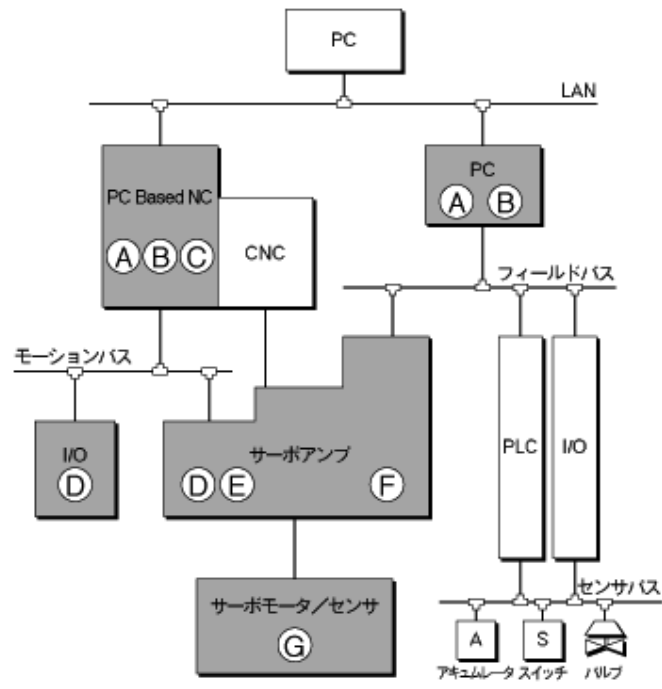 PC
LAN
PC Based NC
A B C
CNC
PC
A B
フィールドバス
モーションバス
I/O
D
サーボアンプ
D E F
PLC
I/O
サーボモータ／センサ
G
センサバス
A
S
アキュムレータ スイッチ バルブ